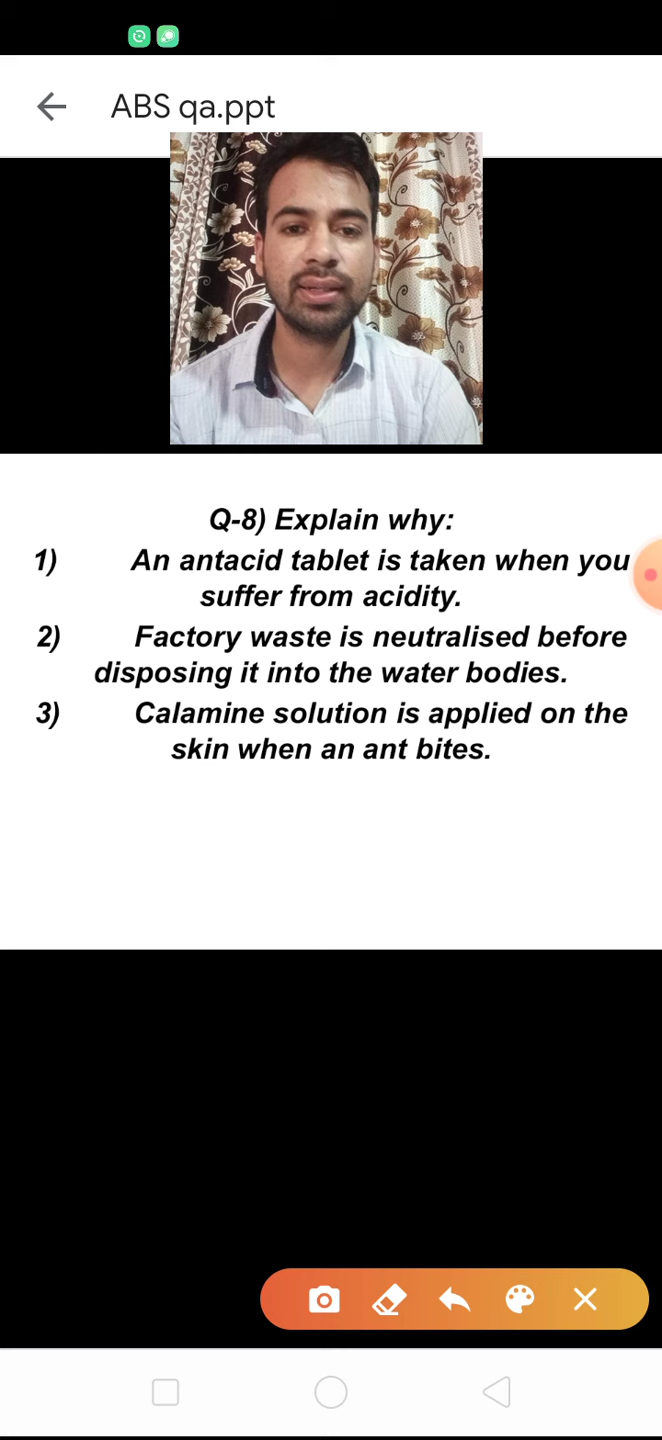 ABS qa.ppt
Q-8) Explain why:
1) An antacid tablet is taken when you
suffer from acidity.
2) Factory waste is neutralised before
disposing it into the water bodies.
3) Calamine solution is applied on the
skin when an ant bites.